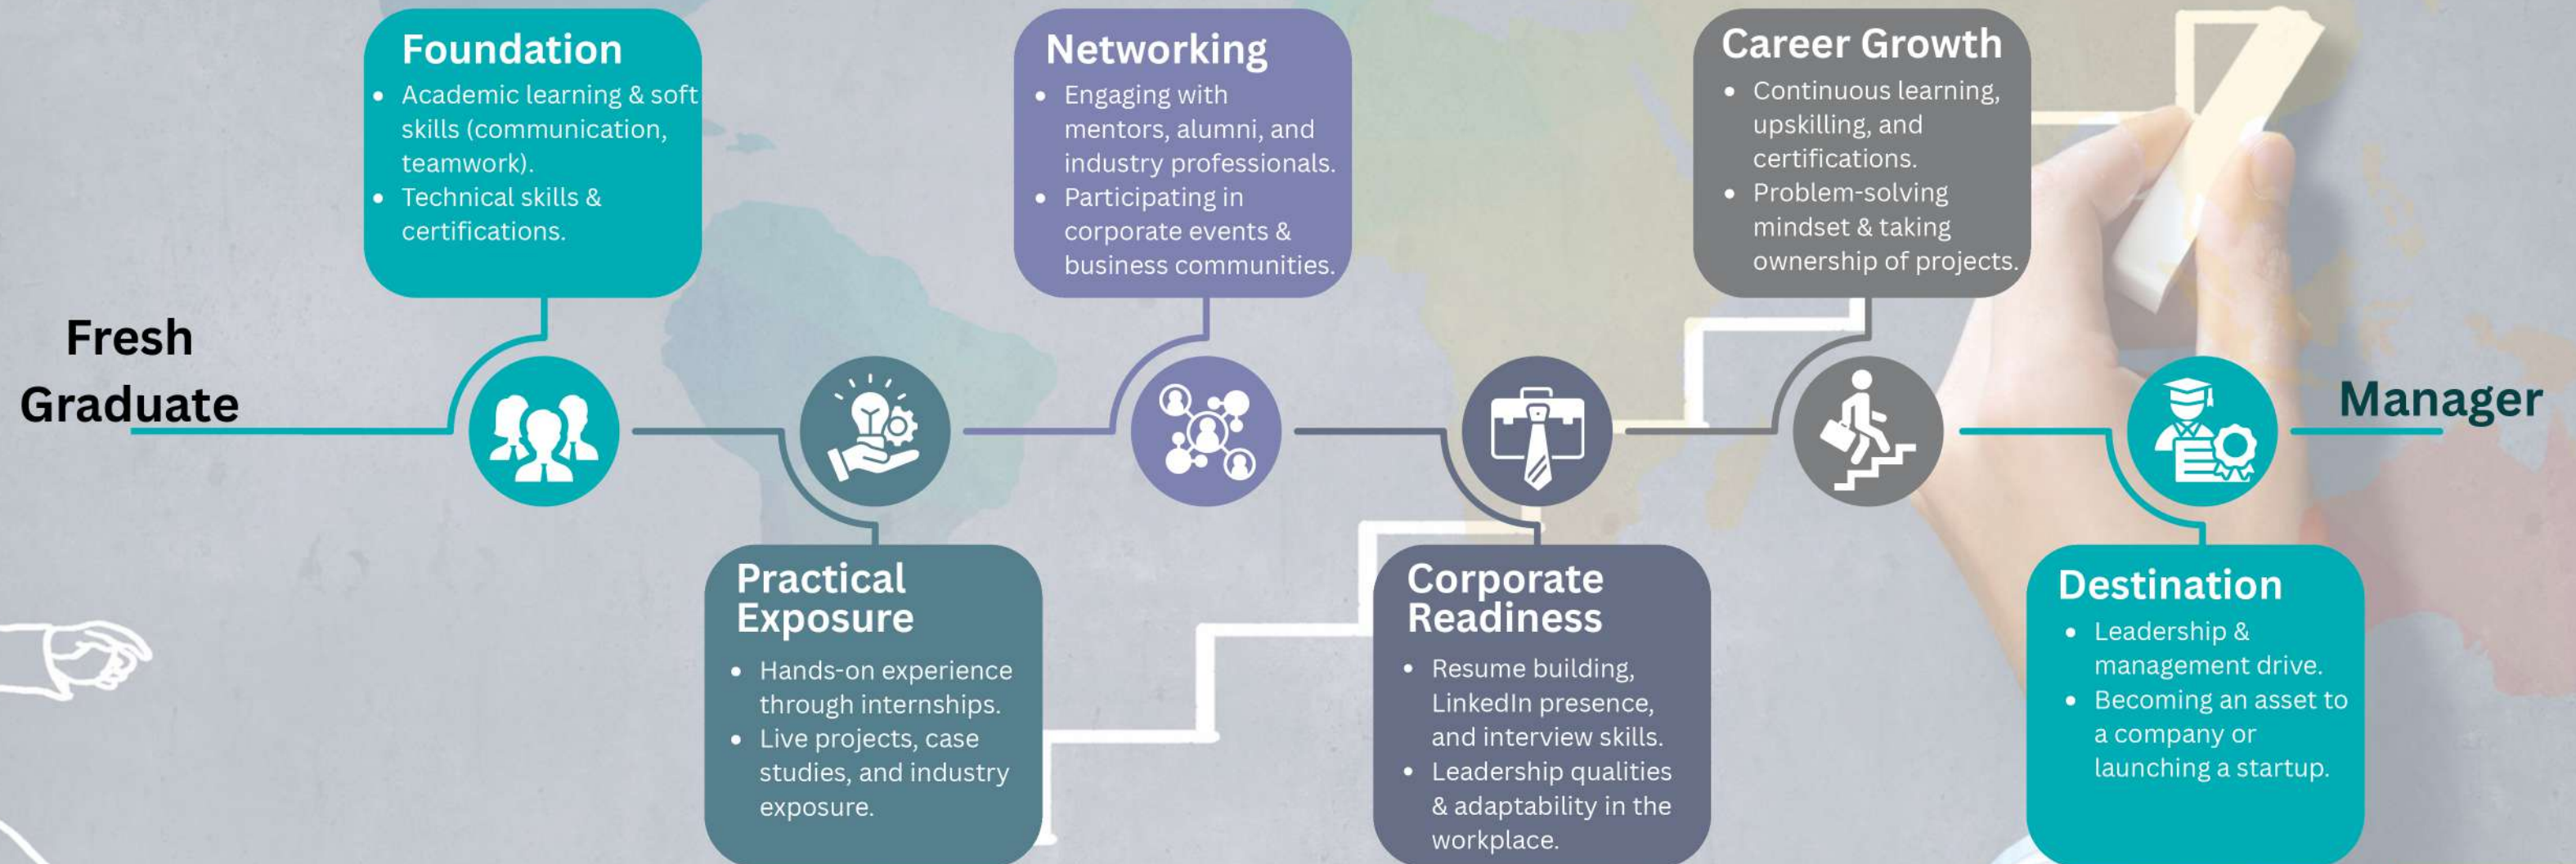 Fresh
Graduate
Foundation
• Academic learning & soft
skills (communication,
teamwork).
• Technical skills &
certifications.
Practical
Exposure
• Hands-on experience
through internships.
• Live projects, case
studies, and industry
exposure.
Networking
• Engaging with
mentors, alumni, and
industry professionals.
• Participating in
corporate events &
business communities.
Corporate
Readiness
• Resume building,
LinkedIn presence,
and interview skills.
• Leadership qualities
& adaptability in the
workplace.
Career Growth
• Continuous learning,
upskilling, and
certifications.
• Problem-solving
mindset & taking
ownership of projects.
Destination
• Leadership &
management drive.
• Becoming an asset to
a company or
launching a startup.
Manager